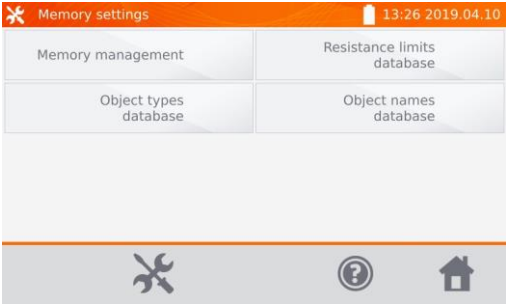 Memory settings
13:26 2019.04.10
Memory management
Resistance limits
database
Object types
database
Object names
database
?